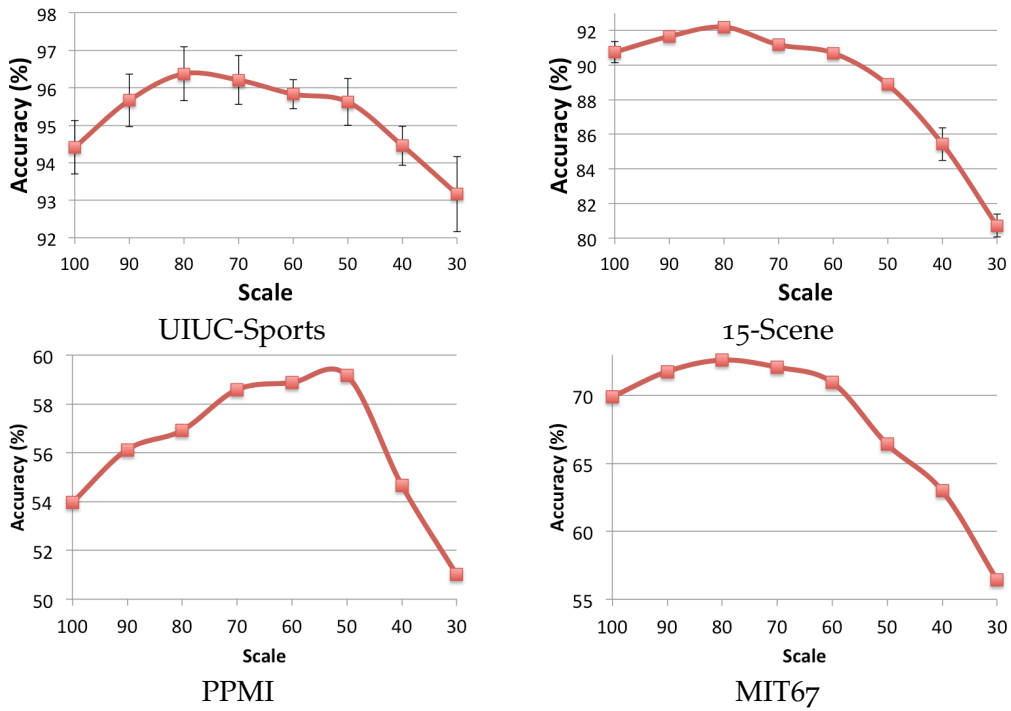 98
97
96
95
94
93
92
Accuracy (%)
100 90 80 70 60 50 40 30
Scale
UIUC-Sports
92
90
88
86
84
82
80
Accuracy (%)
100 90 80 70 60 50 40 30
Scale
15-Scene
60
58
56
54
52
50
Accuracy (%)
100 90 80 70 60 50 40 30
Scale
PPMI
70
65
60
55
Accuracy (%)
100 90 80 70 60 50 40 30
Scale
MIT67